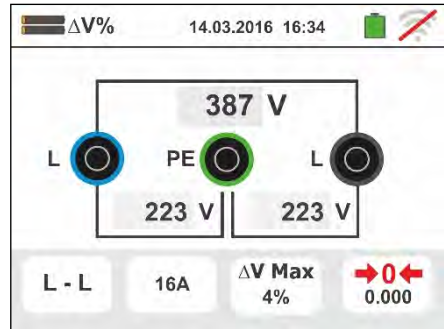 ΔV% 14.03.2016 16:34
387 V
L PE L
223 V 223 V
L - L 16A ΔV Max 4% →0← 0.000